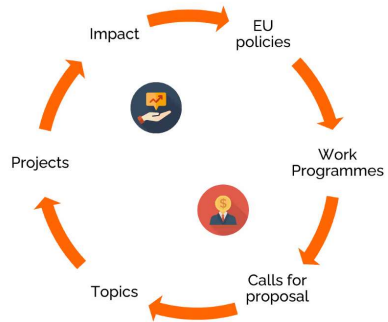 Impact
EU
policies
Work
Programmes
Calls for
proposal
Topics
Projects